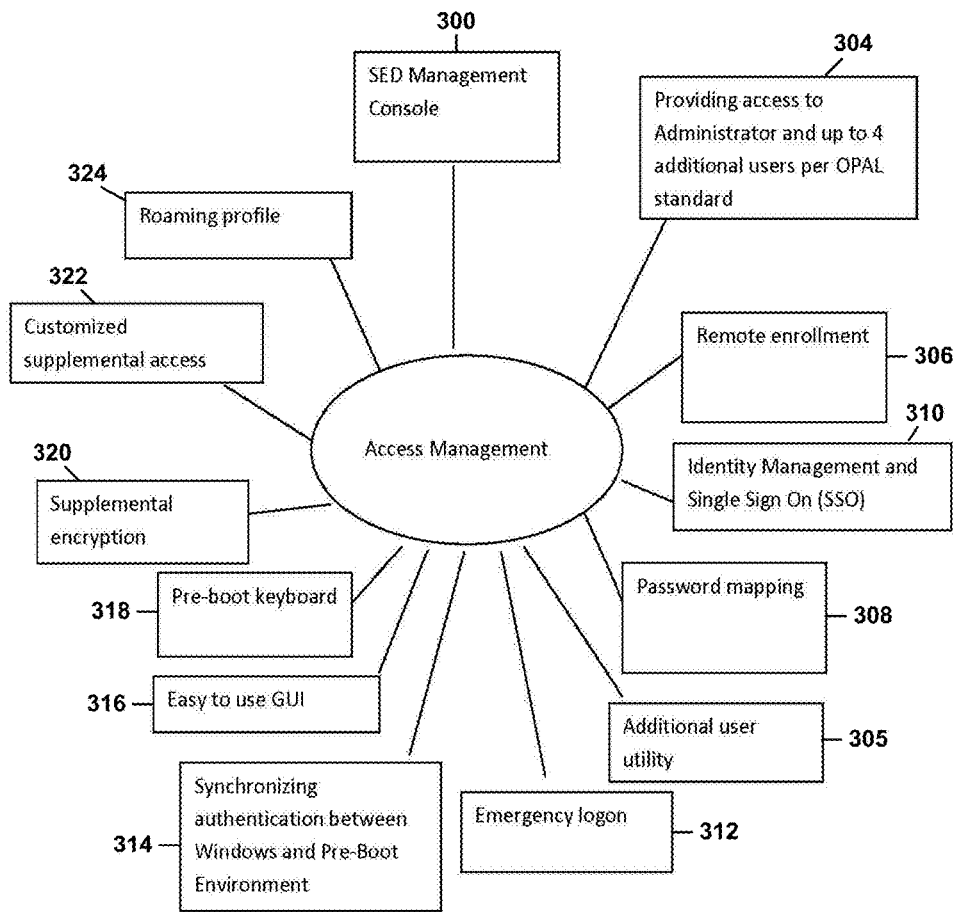 300
SED Management
Console
304
Providing access to
Administrator and up to 4
additional users per OPAL
standard
324
Roaming profile
322
Customized
supplemental access
Remote enrollment
306
310
Identity Management and
Single Sign On (SSO)
Access Management
320
Supplemental
encryption
318
Pre-boot keyboard
Password mapping
308
316
Easy to use GUI
Additional user
utility
305
314
Synchronizing
authentication between
Windows and Pre-Boot
Environment
Emergency logon
312